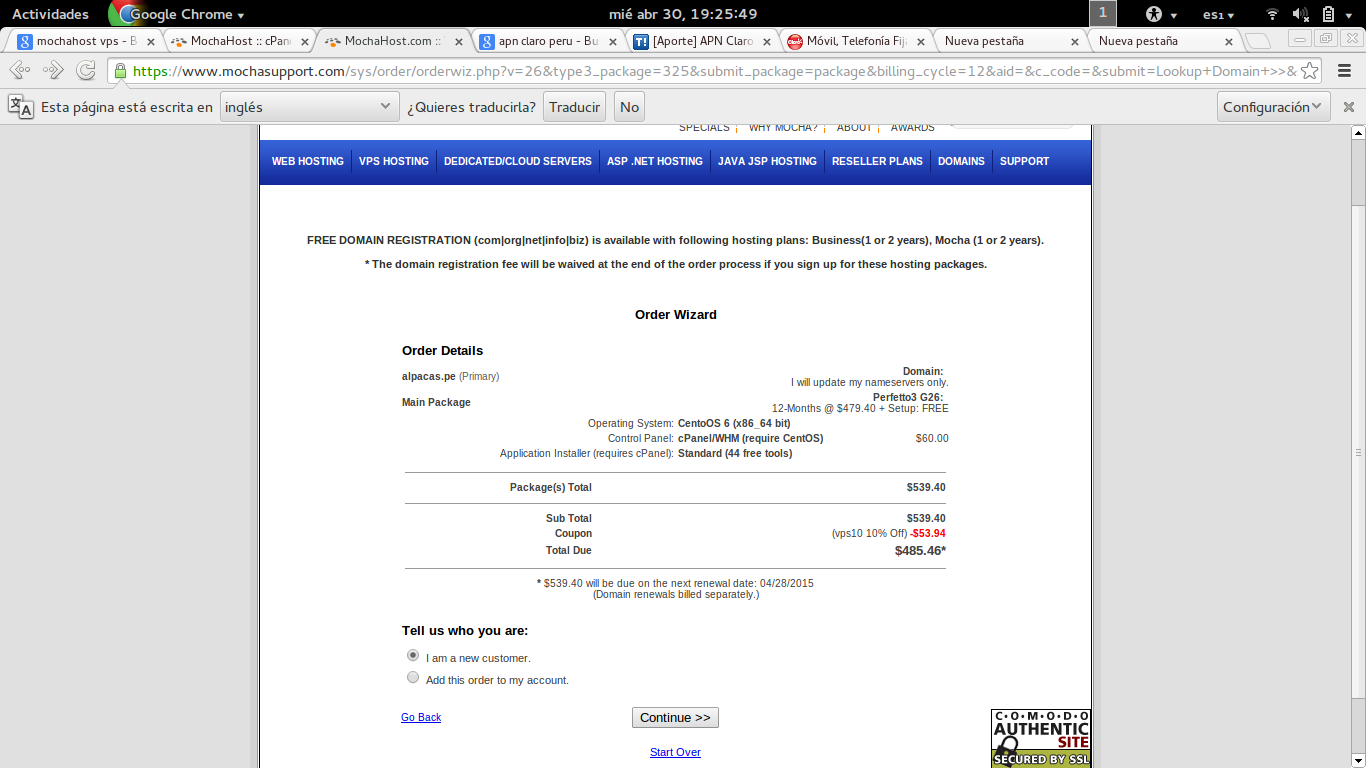 Actividades Google Chrome mié abr 30, 19:25:49 1 es₁
mochahost vps - B MochaHost :: cPan MochaHost.com :: apn claro peru - Bu [Aporte] APN Claro Móvil, Telefonía Fij Nueva pestaña Nueva pestaña
https://www.mochasupport.com/sys/order/orderwiz.php?v=26&type3_package=325&submit_package=package&billing_cycle=12&aid=&c_code=&submit=Lookup+Domain+>>&
Esta página está escrita en inglés ¿Quieres traducirla? Traducir No Configuración
SPECIALS WHY MOCHA? ABOUT AWARDS
WEB HOSTING VPS HOSTING DEDICATED/CLOUD SERVERS ASP .NET HOSTING JAVA JSP HOSTING RESELLER PLANS DOMAINS SUPPORT
FREE DOMAIN REGISTRATION (com|org|net|info|biz) is available with following hosting plans: Business(1 or 2 years), Mocha (1 or 2 years).
* The domain registration fee will be waived at the end of the order process if you sign up for these hosting packages.
Order Wizard
Order Details
alpacas.pe (Primary) Domain:
I will update my nameservers only.
Main Package Perfetto3 G26:
12-Months @ $479.40 + Setup: FREE
Operating System: CentoOS 6 (x86_64 bit)
Control Panel: cPanel/WHM (require CentOS) $60.00
Application Installer (requires cPanel): Standard (44 free tools)
Package(s) Total $539.40
Sub Total $539.40
Coupon (vps10 10% Off) -$53.94
Total Due $485.46*
* $539.40 will be due on the next renewal date: 04/28/2015
(Domain renewals billed separately.)
Tell us who you are:
I am a new customer.
Add this order to my account.
Go Back Continue >>
Start Over
C·O·M·O·D·O
AUTHENTIC
SITE
SECURED BY SSL